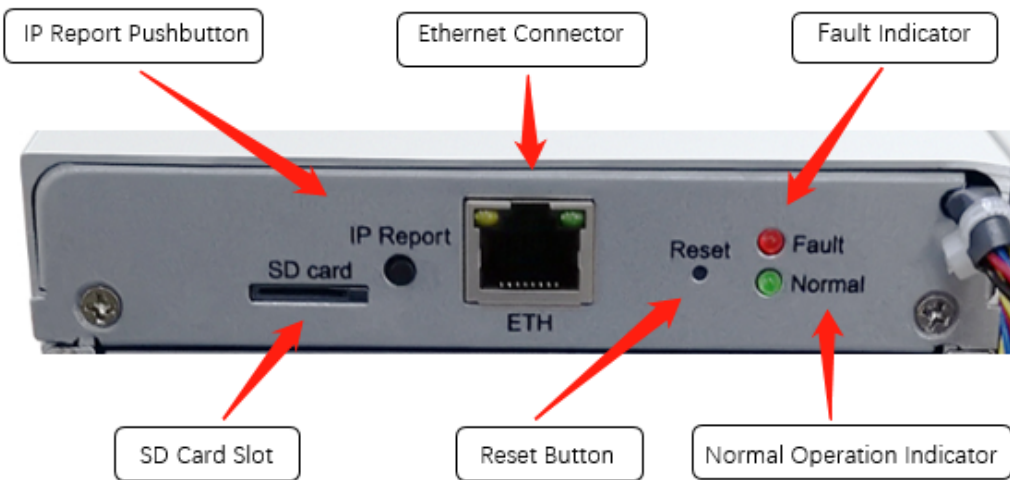 IP Report Pushbutton
Ethernet Connector
Fault Indicator
IP Report
SD card
ETH
Reset
Fault
Normal
SD Card Slot
Reset Button
Normal Operation Indicator